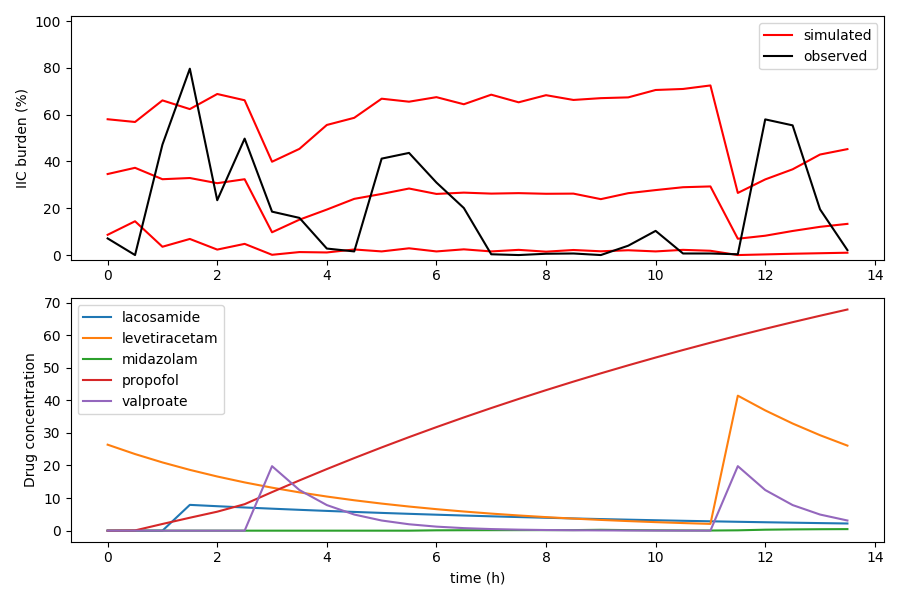 100
80
60
40
20
0
IIC burden (%)
simulated
observed
0 2 4 6 8 10 12 14
70
60
50
40
30
20
10
0
Drug concentration
lacosamide
levetiracetam
midazolam
propofol
valproate
0 2 4 6 8 10 12 14
time (h)